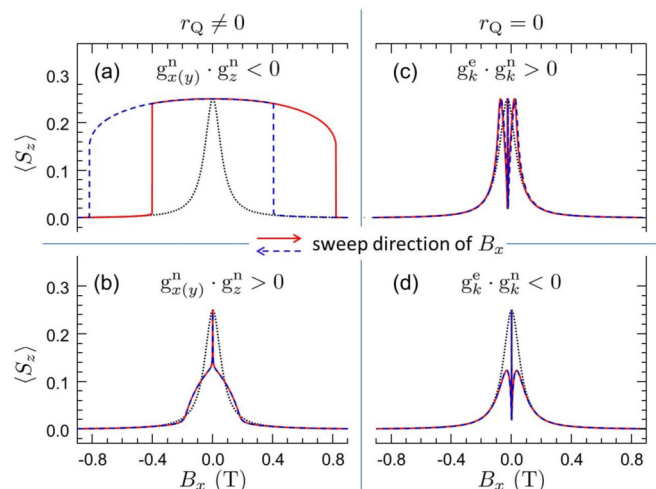 r_Q ≠ 0
r_Q = 0
(a) g^n_{x(y)} · g^n_z < 0
(c) g^e_k · g^n_k > 0
⟨S_z⟩
0.3
0.2
0.1
0.0
sweep direction of B_x
(b) g^n_{x(y)} · g^n_z > 0
(d) g^e_k · g^n_k < 0
⟨S_z⟩
0.3
0.2
0.1
0.0
-0.8 -0.4 0.0 0.4 0.8
-0.8 -0.4 0.0 0.4 0.8
B_x (T)
B_x (T)